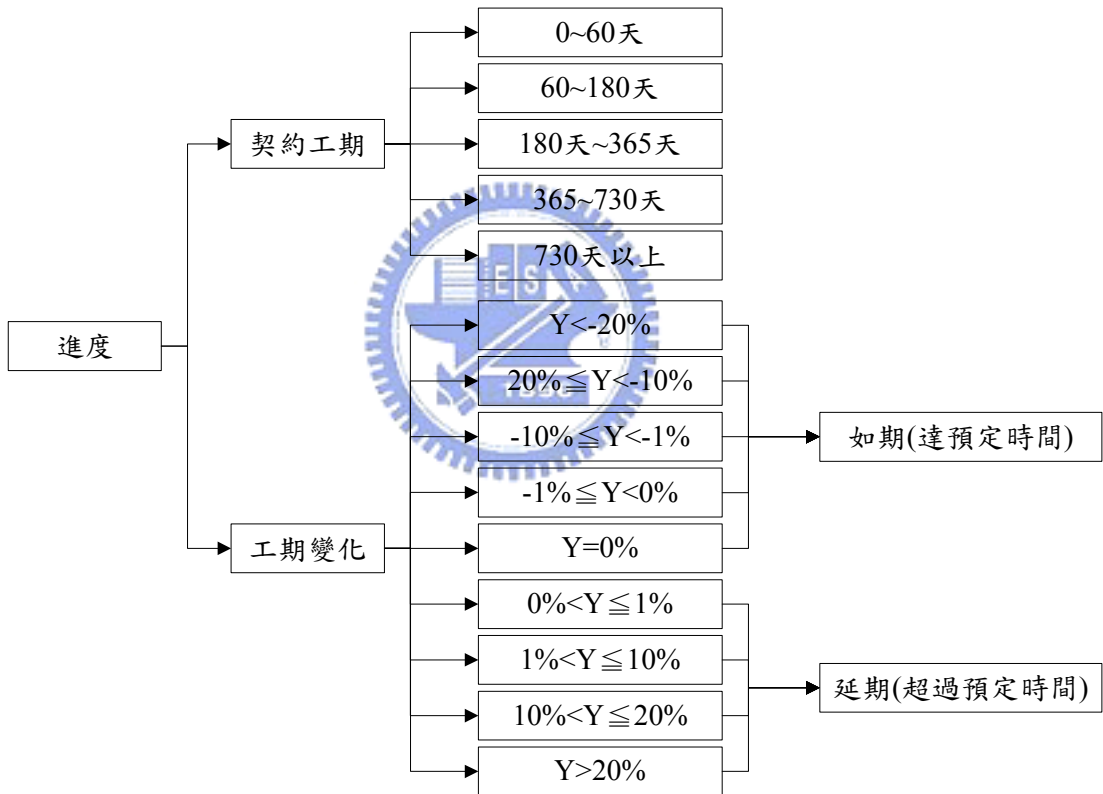 0~60天
60~180天
契約工期
180天~365天
365~730天
730天以上
進度
Y<-20%
20%≦Y<-10%
-10%≦Y<-1%
如期(達預定時間)
-1%≦Y<0%
工期變化
Y=0%
0%<Y≦1%
1%<Y≦10%
延期(超過預定時間)
10%<Y≦20%
Y>20%
E S